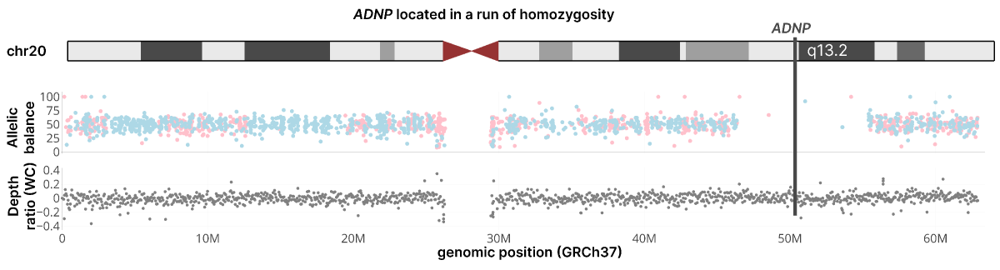 ADNP located in a run of homozygosity
ADNP
chr20
q13.2
Allelic
balance
100
75
50
25
0
Depth
ratio (WC)
0.4
0.2
0
−0.2
−0.4
0 10M 20M 30M 40M 50M 60M
genomic position (GRCh37)